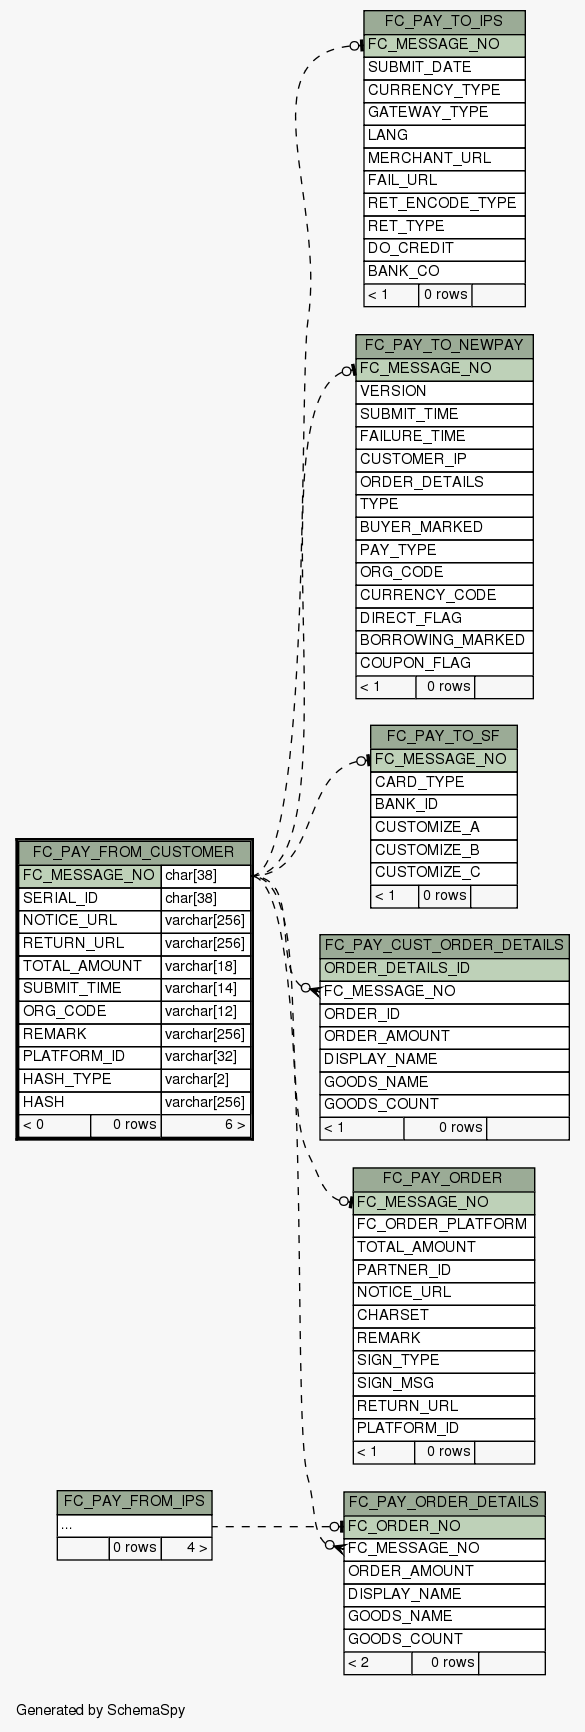 FC_PAY_TO_IPS
FC_MESSAGE_NO
SUBMIT_DATE
CURRENCY_TYPE
GATEWAY_TYPE
LANG
MERCHANT_URL
FAIL_URL
RET_ENCODE_TYPE
RET_TYPE
DO_CREDIT
BANK_CO
< 1 0 rows
FC_PAY_TO_NEWPAY
FC_MESSAGE_NO
VERSION
SUBMIT_TIME
FAILURE_TIME
CUSTOMER_IP
ORDER_DETAILS
TYPE
BUYER_MARKED
PAY_TYPE
ORG_CODE
CURRENCY_CODE
DIRECT_FLAG
BORROWING_MARKED
COUPON_FLAG
< 1 0 rows
FC_PAY_TO_SF
FC_MESSAGE_NO
CARD_TYPE
BANK_ID
CUSTOMIZE_A
CUSTOMIZE_B
CUSTOMIZE_C
< 1 0 rows
FC_PAY_FROM_CUSTOMER
FC_MESSAGE_NO char[38]
SERIAL_ID char[38]
NOTICE_URL varchar[256]
RETURN_URL varchar[256]
TOTAL_AMOUNT varchar[18]
SUBMIT_TIME varchar[14]
ORG_CODE varchar[12]
REMARK varchar[256]
PLATFORM_ID varchar[32]
HASH_TYPE varchar[2]
HASH varchar[256]
< 0 0 rows 6 >
FC_PAY_CUST_ORDER_DETAILS
ORDER_DETAILS_ID
FC_MESSAGE_NO
ORDER_ID
ORDER_AMOUNT
DISPLAY_NAME
GOODS_NAME
GOODS_COUNT
< 1 0 rows
FC_PAY_ORDER
FC_MESSAGE_NO
FC_ORDER_PLATFORM
TOTAL_AMOUNT
PARTNER_ID
NOTICE_URL
CHARSET
REMARK
SIGN_TYPE
SIGN_MSG
RETURN_URL
PLATFORM_ID
< 1 0 rows
FC_PAY_FROM_IPS
...
0 rows 4 >
FC_PAY_ORDER_DETAILS
FC_ORDER_NO
FC_MESSAGE_NO
ORDER_AMOUNT
DISPLAY_NAME
GOODS_NAME
GOODS_COUNT
< 2 0 rows
Generated by SchemaSpy